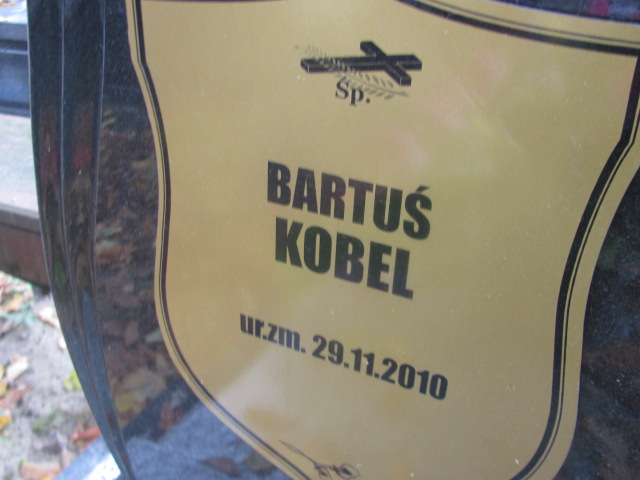 Śp.
BARTUŚ
KOBEL
ur.zm. 29.11.2010